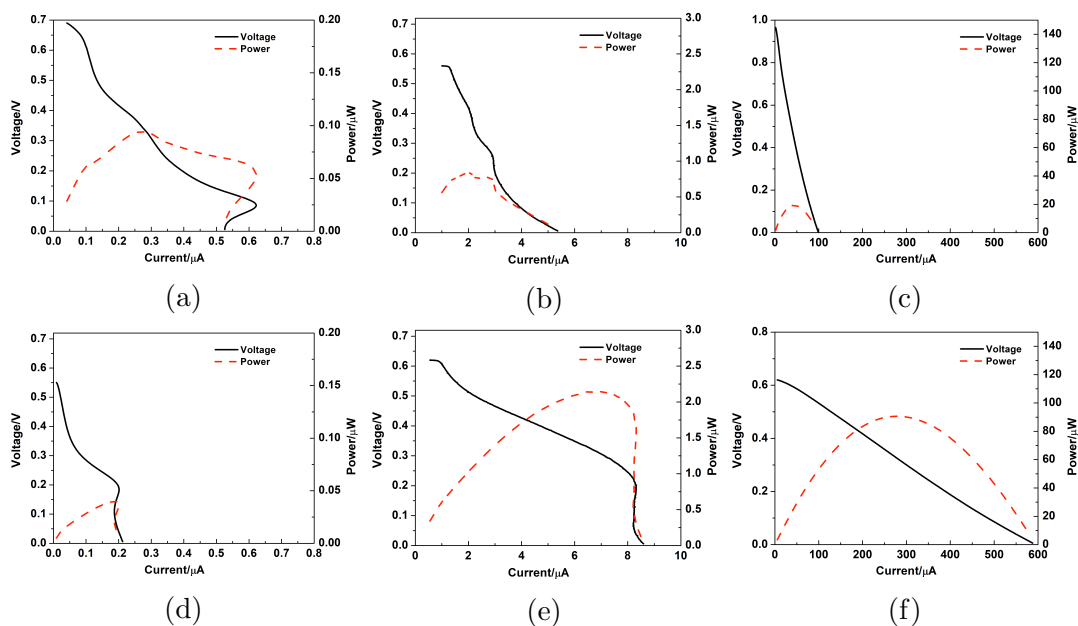 0.7
0.6
0.5
0.4
0.3
0.2
0.1
0.0
Voltage/V
0.0 0.1 0.2 0.3 0.4 0.5 0.6 0.7 0.8
Current/μA
0.20
0.15
0.10
0.05
0.00
Power/μW
Voltage
Power
(a)
0.7
0.6
0.5
0.4
0.3
0.2
0.1
0.0
Voltage/V
0 2 4 6 8 10
Current/μA
3.0
2.5
2.0
1.5
1.0
0.5
0.0
Power/μW
Voltage
Power
(b)
1.0
0.8
0.6
0.4
0.2
0.0
Voltage/V
0 100 200 300 400 500 600
Current/μA
140
120
100
80
60
40
20
0
Power/μW
Voltage
Power
(c)
0.7
0.6
0.5
0.4
0.3
0.2
0.1
0.0
Voltage/V
0.0 0.1 0.2 0.3 0.4 0.5 0.6 0.7 0.8
Current/μA
0.20
0.15
0.10
0.05
0.00
Power/μW
Voltage
Power
(d)
0.7
0.6
0.5
0.4
0.3
0.2
0.1
0.0
Voltage/V
0 2 4 6 8 10
Current/μA
3.0
2.5
2.0
1.5
1.0
0.5
0.0
Power/μW
Voltage
Power
(e)
0.8
0.6
0.4
0.2
0.0
Voltage/V
0 100 200 300 400 500 600
Current/μA
140
120
100
80
60
40
20
0
Power/μW
Voltage
Power
(f)